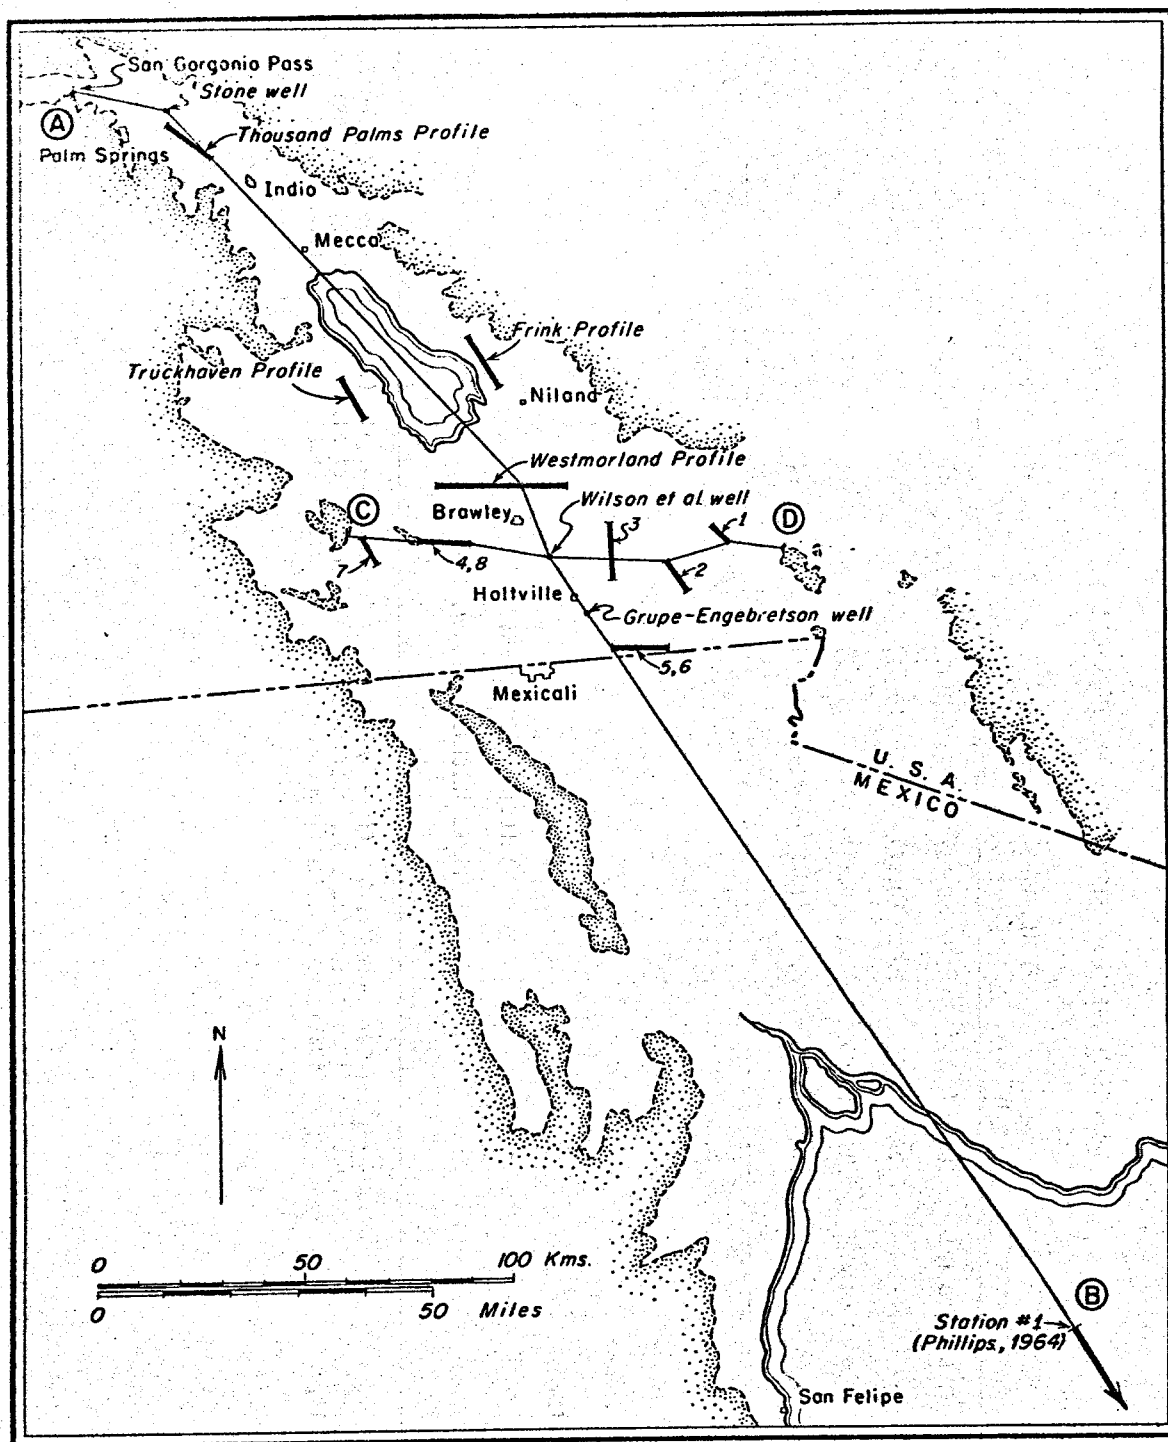 San Gorgonio Pass
Stone well
A
Thousand Palms Profile
Palm Springs
Indio
Mecca
Frink Profile
Truckhaven Profile
Niland
Westmorland Profile
Wilson et al. well
C
Brawley
3
1
D
7
4,8
2
Holtville
Grupe-Engebretson well
5,6
Mexicali
U. S. A.
MEXICO
N
0 50 100 Kms.
0 50 Miles
B
Station #1
(Phillips, 1964)
San Felipe